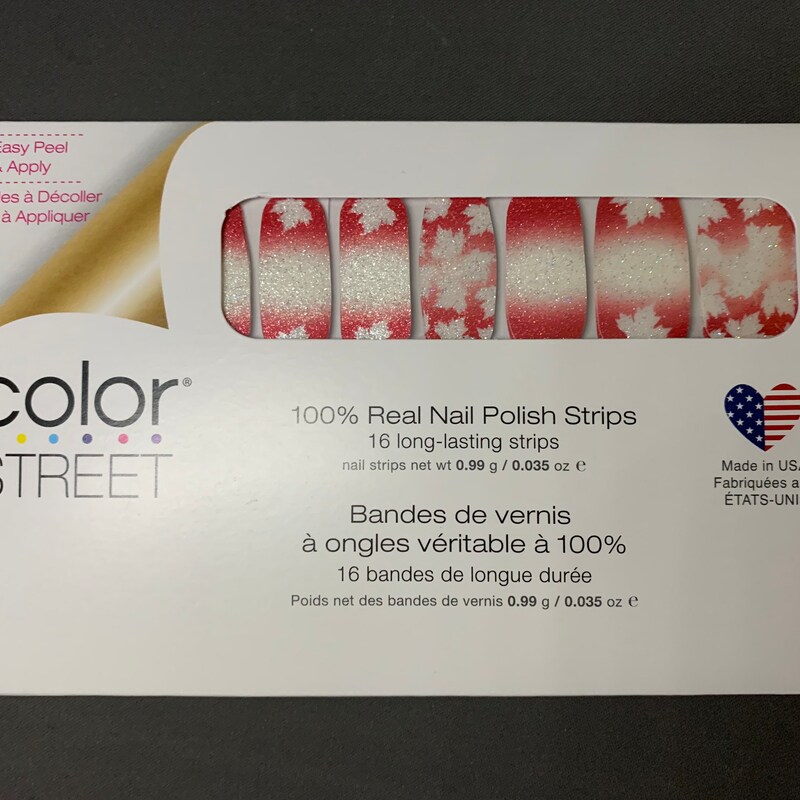 Easy Peel
& Apply
à Décoller
à Appliquer
color®
STREET
100% Real Nail Polish Strips
16 long-lasting strips
nail strips net wt 0.99 g / 0.035 oz ℮
Bandes de vernis
à ongles véritable à 100%
16 bandes de longue durée
Poids net des bandes de vernis 0.99 g / 0.035 oz ℮
Made in USA
Fabriquées a
ÉTATS-UNI